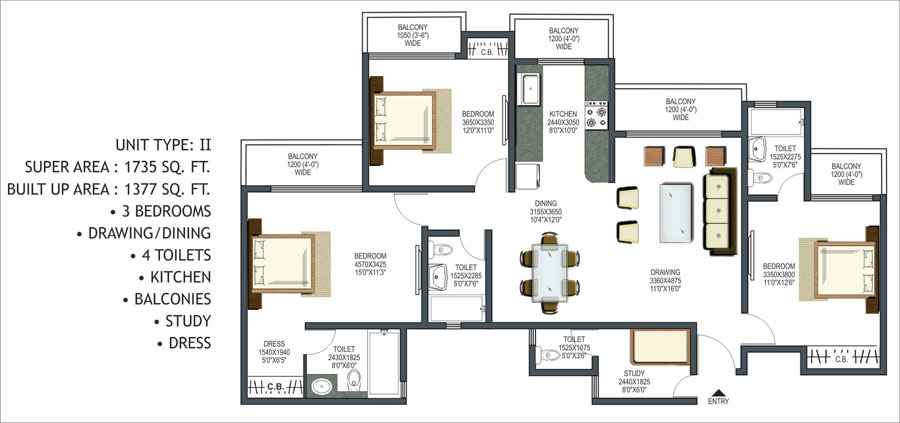 UNIT TYPE: II
SUPER AREA : 1735 SQ. FT.
BUILT UP AREA : 1377 SQ. FT.
• 3 BEDROOMS
• DRAWING/DINING
• 4 TOILETS
• KITCHEN
• BALCONIES
• STUDY
• DRESS
BALCONY
1050 (3'-6")
WIDE
C.B.
BALCONY
1200 (4'-0")
WIDE
BEDROOM
3650X3350
12'0"X11'0"
KITCHEN
2440X3050
8'0"X10'0"
BALCONY
1200 (4'-0")
WIDE
TOILET
1525X2275
5'0"X7'6"
BALCONY
1200 (4'-0")
WIDE
BALCONY
1200 (4'-0")
WIDE
DINING
3155X3650
10'4"X12'0"
BEDROOM
4570X3425
15'0"X11'3"
TOILET
1525X2285
5'0"X7'6"
DRAWING
3360X4875
11'0"X16'0"
BEDROOM
3350X3800
11'0"X12'6"
DRESS
1540X1940
5'0"X6'5"
TOILET
2430X1825
8'0"X6'0"
C.B.
TOILET
1525X1075
5'0"X3'6"
STUDY
2440X1825
8'0"X6'0"
C.B.
ENTRY